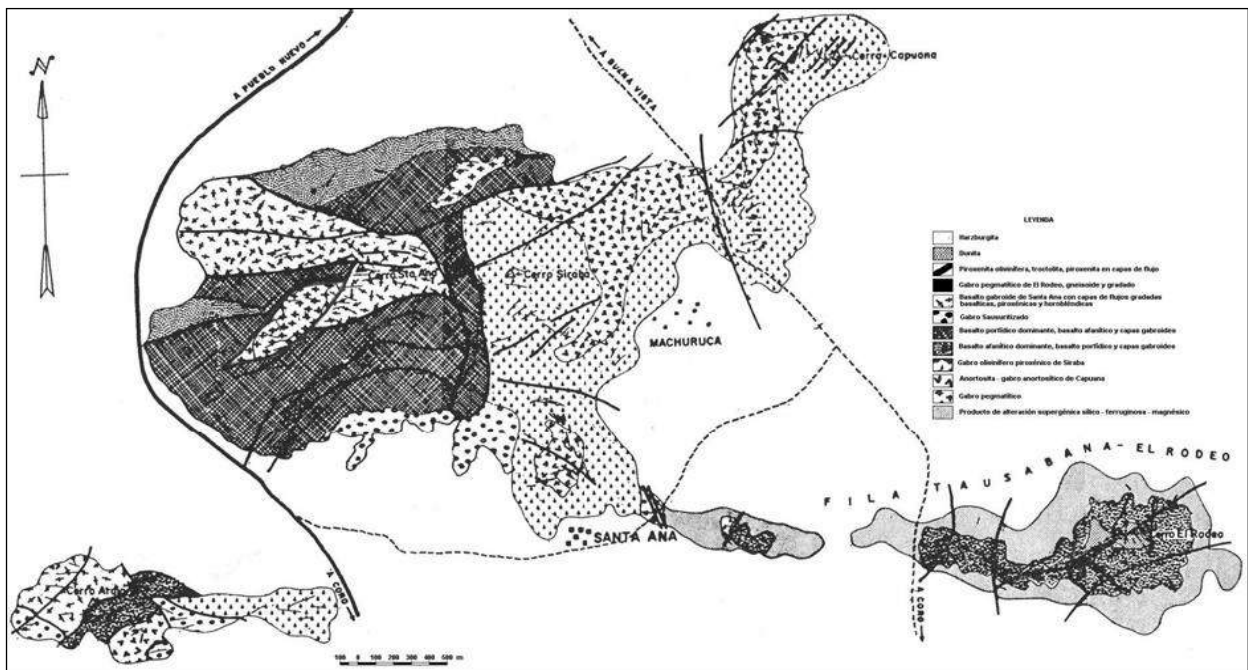 N
A PUEBLO NUEVO
A BUENA VISTA
Cerro Capuana
Cerro Sta Ana
Cerro Siraba
MACHURUCA
SANTA ANA
FILA TAUSABANA-EL RODEO
Cerro El Rodeo
A CORO
A CORO
Cerro Arajo
100 0 100 200 300 400 500 m.
LEYENDA
Harzburgita
Dunita
Piroxenita olivinífera, troctolita, piroxenita en capas de flujo
Gabro pegmatítico de El Rodeo, gneisoide y gradado
Basalto gabroide de Santa Ana con capas de flujos gradadas
basálticas, piroxénicas y hornbléndicas
Gabro Saussuritizado
Basalto porfídico dominante, basalto afanítico y capas gabroides
Basalto afanítico dominante, basalto porfídico y capas gabroides
Gabro olivinífero piroxénico de Siraba
Anortosita - gabro anortosítico de Capuana
Gabro pegmatítico
Producto de alteración supergénica sílico - ferruginosa - magnésico